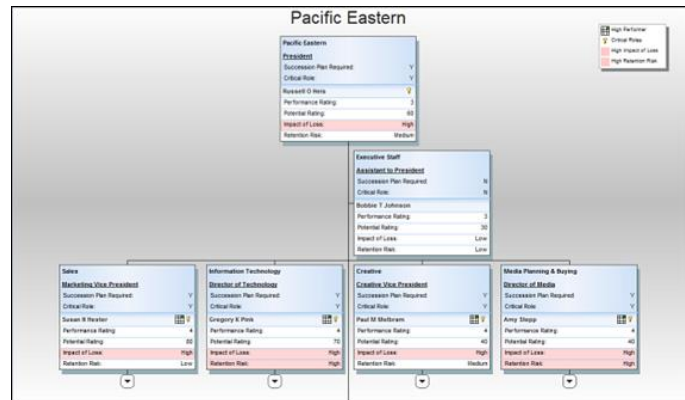 Pacific Eastern
High Performer
Critical Roles
High Impact of Loss
High Retention Risk
Pacific Eastern
President
Succession Plan Required: Y
Critical Role: Y
Russell O
Performance Rating: 3
Potential Rating: 60
Impact of Loss: High
Retention Risk: Medium
Executive Staff
Assistant to President
Succession Plan Required: N
Critical Role: N
Bobbie T Johnson
Performance Rating: 3
Potential Rating: 30
Impact of Loss: Low
Retention Risk: Low
Sales
Marketing Vice President
Succession Plan Required: Y
Critical Role: Y
Susan R Hexter
Performance Rating: 4
Potential Rating: 80
Impact of Loss: High
Retention Risk: Low
Information Technology
Director of Technology
Succession Plan Required: Y
Critical Role: Y
Gregory K Pink
Performance Rating: 4
Potential Rating: 70
Impact of Loss: High
Retention Risk: High
Creative
Creative Vice President
Succession Plan Required: Y
Critical Role: Y
Paul M
Performance Rating: 4
Potential Rating: 40
Impact of Loss: High
Retention Risk: Medium
Media Planning & Buying
Director of Media
Succession Plan Required: Y
Critical Role: Y
Amy Stepp
Performance Rating: 4
Potential Rating: 40
Impact of Loss: High
Retention Risk: High